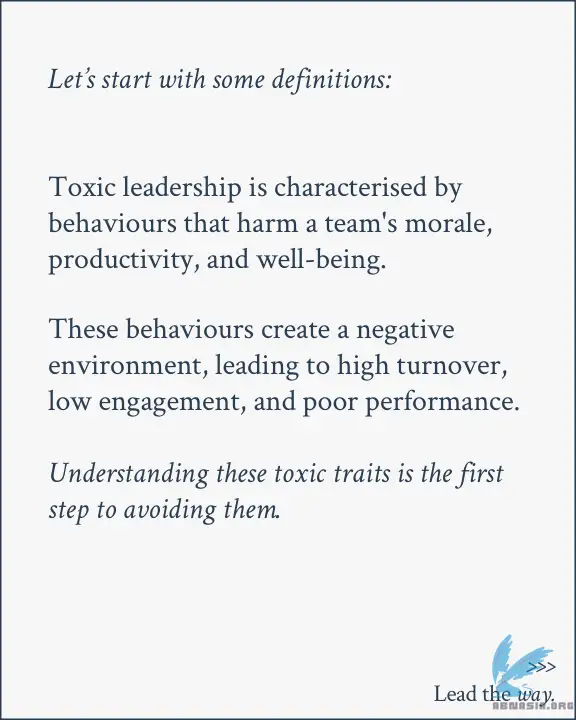 Let's start with some definitions:
Toxic leadership is characterised by
behaviours that harm a team's morale,
productivity, and well-being.
These behaviours create a negative
environment, leading to high turnover,
low engagement, and poor performance.
Understanding these toxic traits is the first
step to avoiding them.
>>>
Lead the way.
ABNASIA.ORG